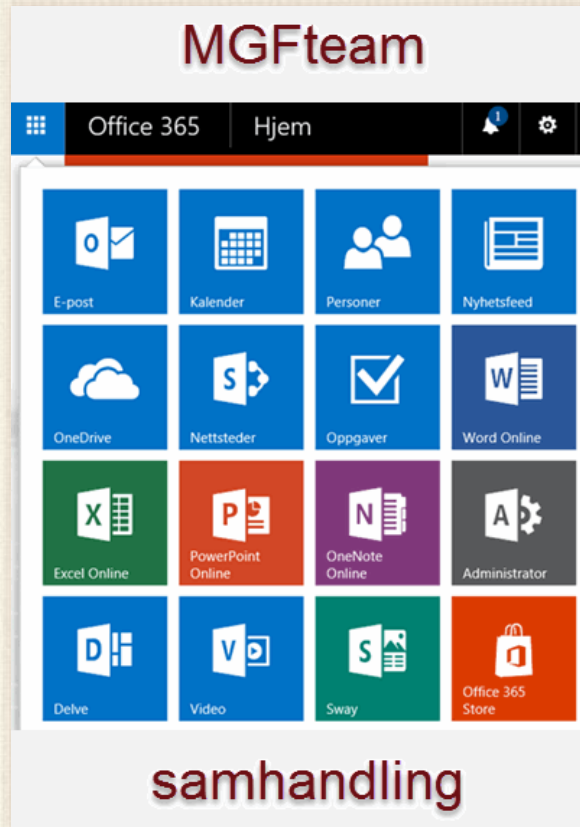 MGFteam
Office 365 Hjem 1
E-post Kalender Personer Nyhetsfeed
OneDrive Nettsteder Oppgaver Word Online
Excel Online PowerPoint Online OneNote Online Administrator
Delve Video Sway Office 365 Store
samhandling